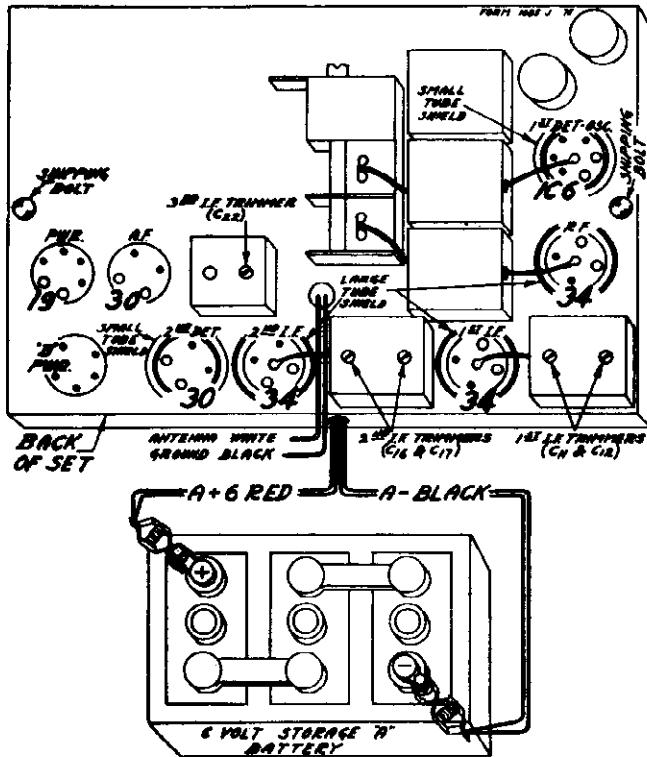 FORM 1085 J
SMALL
TUBE
SHIELD
1ST DET-OSC.
1C6
SHIPPING
BOLT
SHIPPING
BOLT
3RD I.F. TRIMMER
(C22)
R.F.
34
PWR.
19
A.F.
30
LARGE
TUBE
SHIELD
"B"
PWR.
SMALL
TUBE
SHIELD
2ND DET
30
2ND I.F.
34
1ST I.F.
34
BACK
OF SET
ANTENNA WHITE
GROUND BLACK
2ND I.F. TRIMMERS
(C16 & C17)
1ST I.F. TRIMMERS
(C11 & C12)
A+6 RED
A-BLACK
+
−
6 VOLT STORAGE "A"
BATTERY